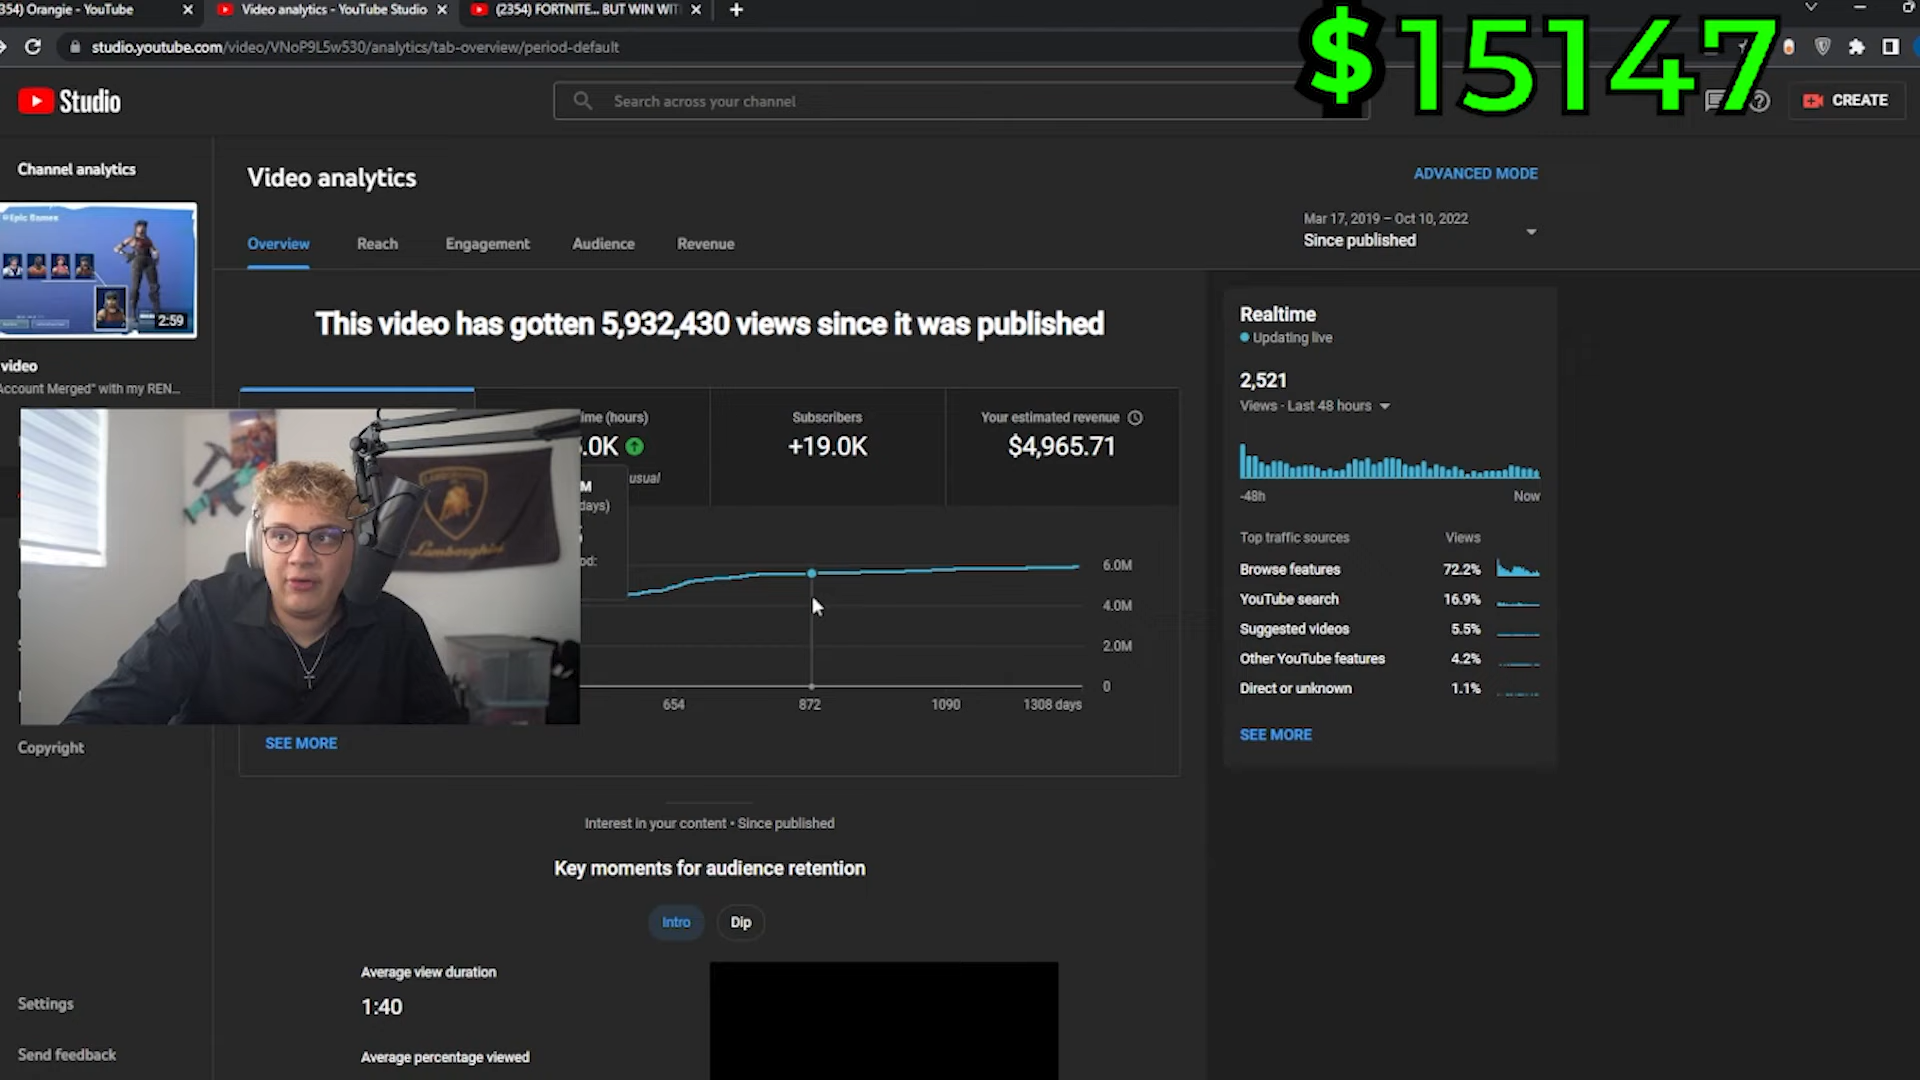 354) Orangie - YouTube
Video analytics - YouTube Studio
(2354) FORTNITE... BUT WIN WIT
studio.youtube.com/video/VNoP9L5w530/analytics/tab-overview/period-default
$15147
Studio
Search across your channel
CREATE
Channel analytics
Video analytics
ADVANCED MODE
Mar 17, 2019 – Oct 10, 2022
Since published
Overview
Reach
Engagement
Audience
Revenue
@Epic Games
2:59
video
Account Merged" with my REN...
This video has gotten 5,932,430 views since it was published
ime (hours)
.0K
usual
Subscribers
+19.0K
Your estimated revenue
$4,965.71
M
days)
od:
6.0M
4.0M
2.0M
0
654
872
1090
1308 days
SEE MORE
Realtime
Updating live
2,521
Views · Last 48 hours
-48h
Now
Top traffic sources
Views
Browse features
72.2%
YouTube search
16.9%
Suggested videos
5.5%
Other YouTube features
4.2%
Direct or unknown
1.1%
SEE MORE
Lamborghini
Copyright
Interest in your content • Since published
Key moments for audience retention
Intro
Dip
Average view duration
1:40
Average percentage viewed
Settings
Send feedback